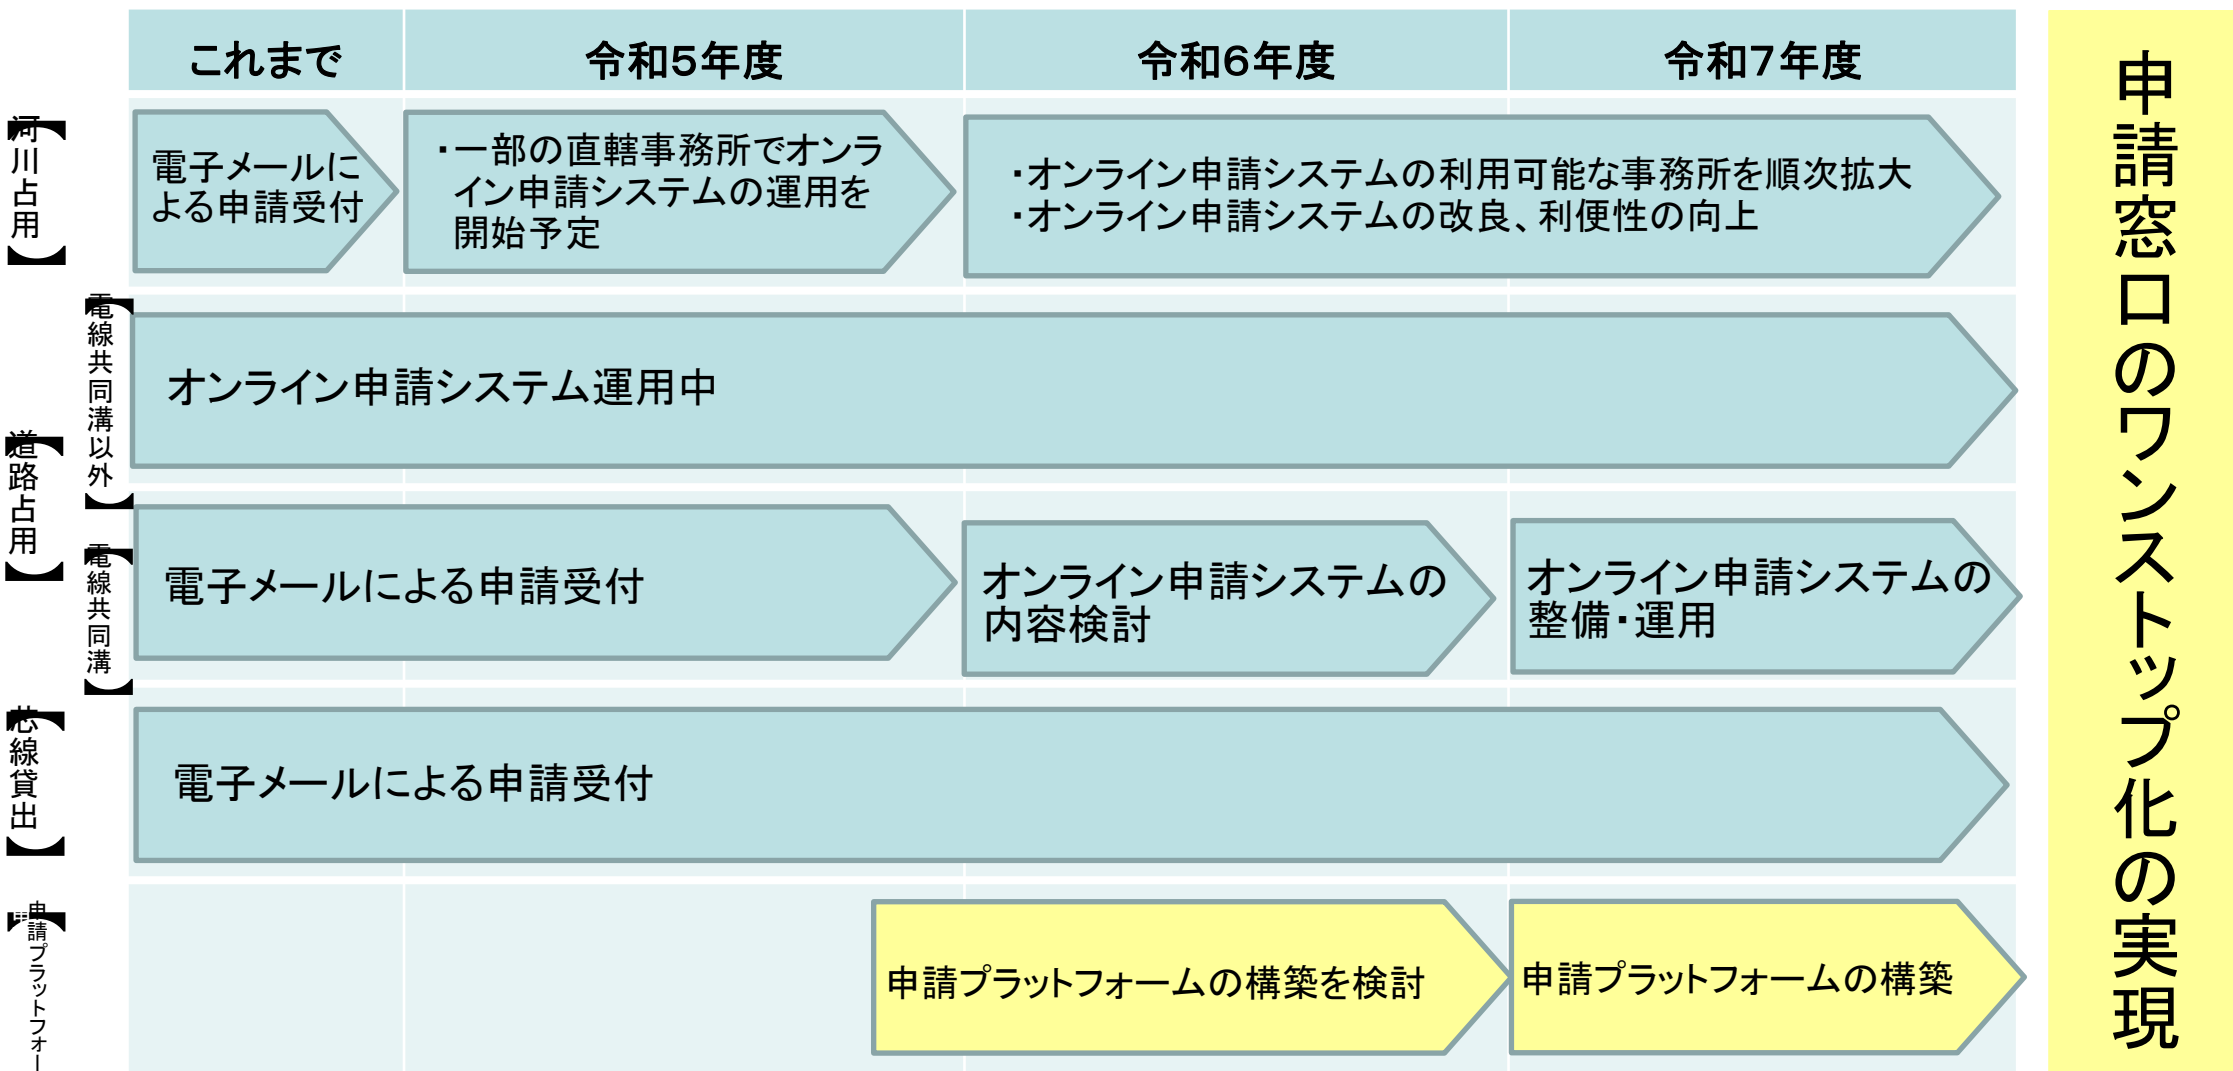 これまで
令和5年度
令和6年度
令和7年度
【河川占用】
電子メールに
よる申請受付
・一部の直轄事務所でオンラ
イン申請システムの運用を
開始予定
・オンライン申請システムの利用可能な事務所を順次拡大
・オンライン申請システムの改良、利便性の向上
【道路占用】
【電線共同溝以外】
オンライン申請システム運用中
【電線共同溝】
電子メールによる申請受付
オンライン申請システムの
内容検討
オンライン申請システムの
整備・運用
【芯線貸出】
電子メールによる申請受付
【申請プラットフォー
申請プラットフォームの構築を検討
申請プラットフォームの構築
申請窓口のワンストップ化の実現